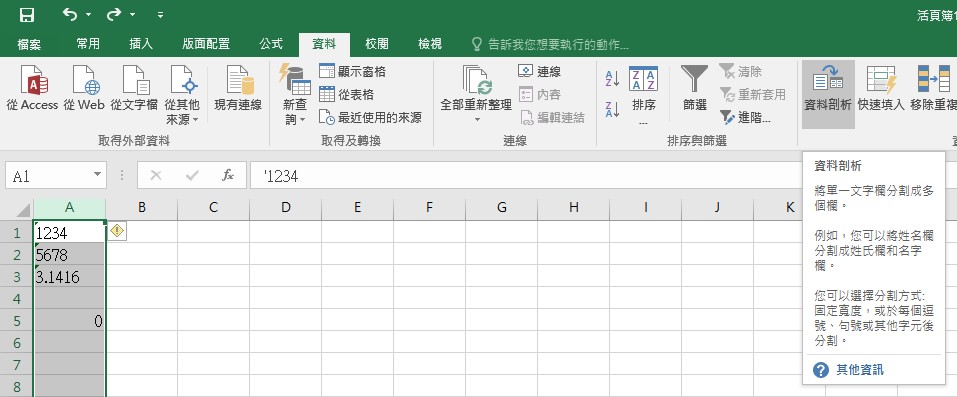 活頁簿1
檔案 常用 插入 版面配置 公式 資料 校閱 檢視 告訴我您想要執行的動作...
從 Access 從 Web 從文字檔 從其他來源 現有連線 新查詢 顯示窗格 從表格 最近使用的來源 全部重新整理 連線 內容 編輯連結 排序... 篩選 清除 重新套用 進階... 資料剖析 快速填入 移除重複
取得外部資料 取得及轉換 連線 排序與篩選
A1 fx '1234
A B C D E F G H I J K
1 1234
2 5678
3 3.1416
4
5 0
6
7
8
資料剖析
將單一文字欄分割成多
個欄。
例如，您可以將姓名欄
分割成姓氏欄和名字
欄。
您可以選擇分割方式:
固定寬度，或於每個逗
號、句號或其他字元後
分割。
其他資訊